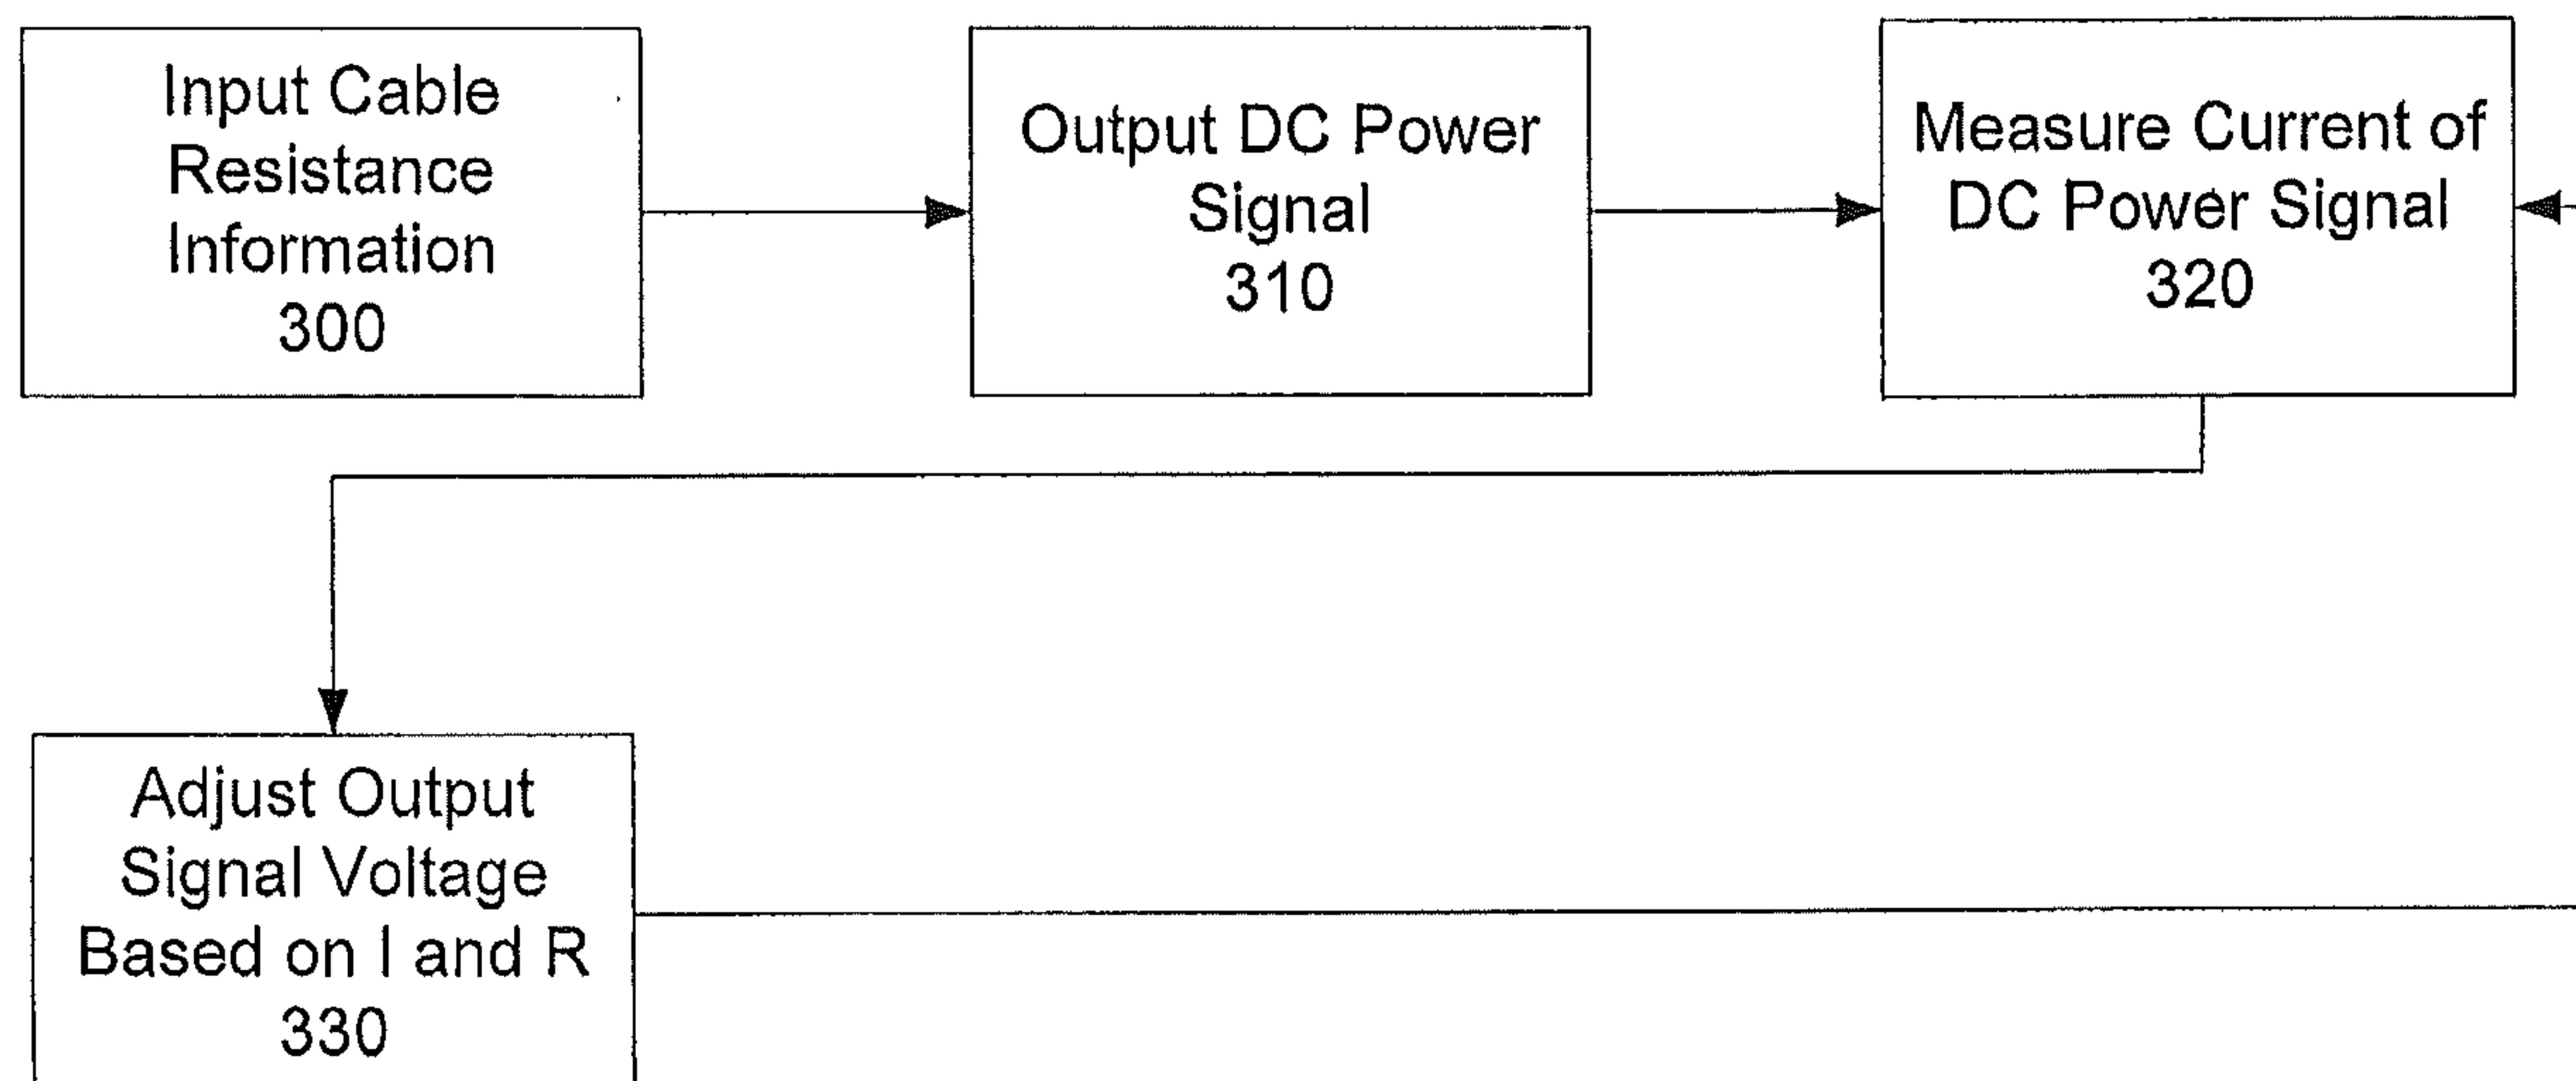 Input Cable
Resistance
Information
300
Output DC Power
Signal
310
Measure Current of
DC Power Signal
320
Adjust Output
Signal Voltage
Based on I and R
330